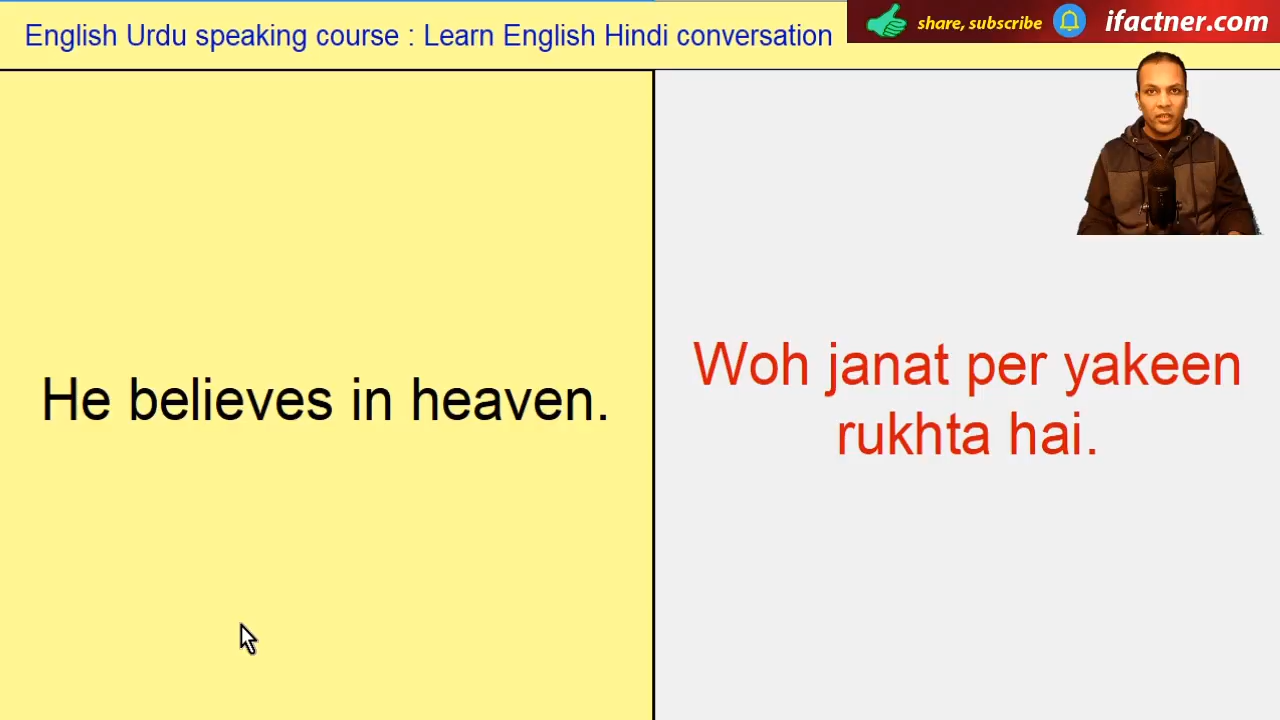 English Urdu speaking course : Learn English Hindi conversation
share, subscribe
ifactner.com
He believes in heaven.
Woh janat per yakeen
rukhta hai.